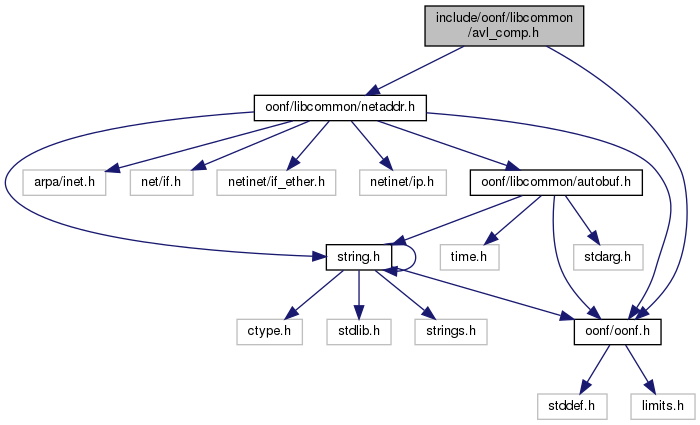 include/oonf/libcommon
/avl_comp.h
oonf/libcommon/netaddr.h
arpa/inet.h
net/if.h
netinet/if_ether.h
netinet/ip.h
oonf/libcommon/autobuf.h
string.h
time.h
stdarg.h
ctype.h
stdlib.h
strings.h
oonf/oonf.h
stddef.h
limits.h